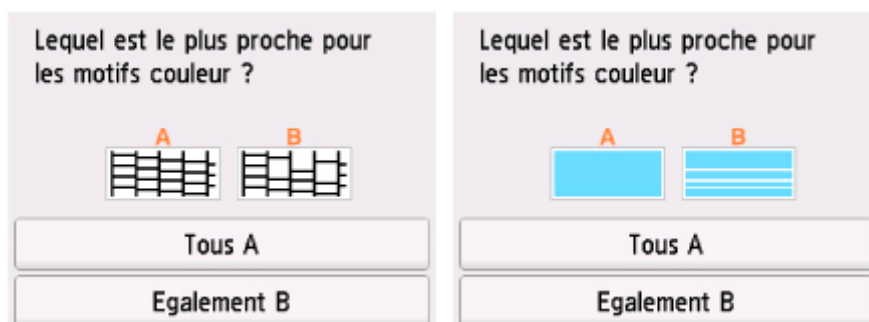 Lequel est le plus proche pour
les motifs couleur ?
A B
Tous A
Egalement B
Lequel est le plus proche pour
les motifs couleur ?
A B
Tous A
Egalement B